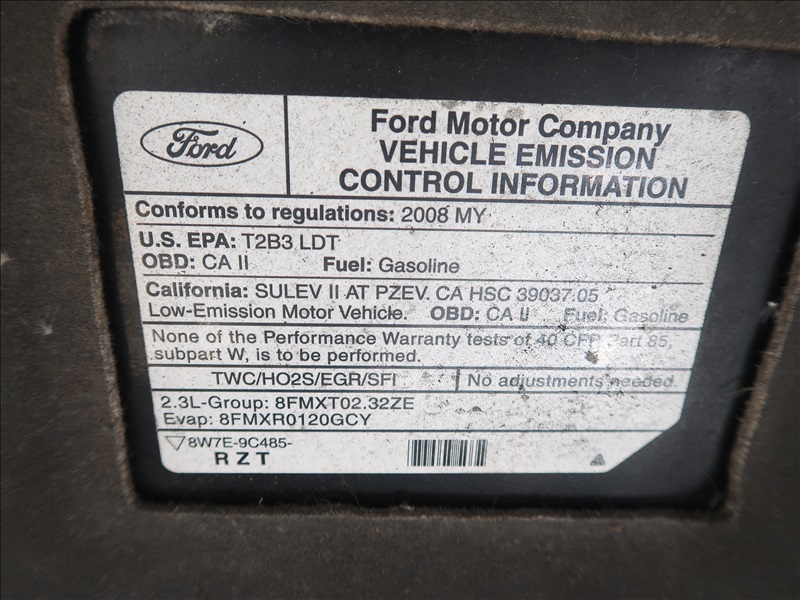 Ford
Ford Motor Company
VEHICLE EMISSION
CONTROL INFORMATION
Conforms to regulations: 2008 MY
U.S. EPA: T2B3 LDT
OBD: CA II Fuel: Gasoline
California: SULEV II AT PZEV. CA HSC 39037.05
Low-Emission Motor Vehicle. OBD: CA II Fuel: Gasoline
None of the Performance Warranty tests of 40 CFR Part 85,
subpart W, is to be performed.
TWC/HO2S/EGR/SFI No adjustments needed.
2.3L-Group: 8FMXT02.32ZE
Evap: 8FMXR0120GCY
8W7E-9C485-
RZT